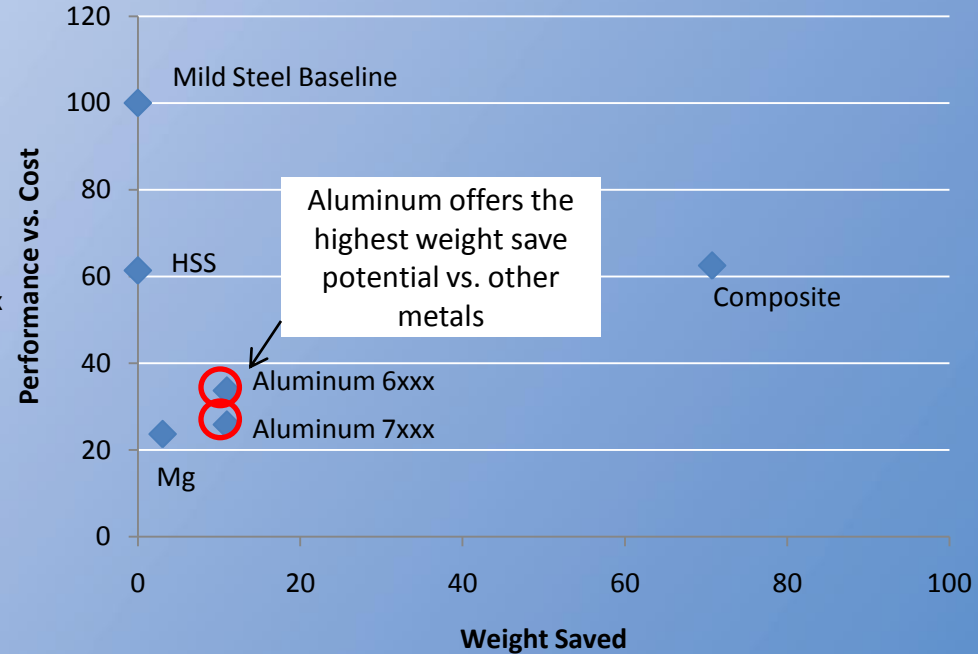 120
Mild Steel Baseline
100
80
Aluminum offers the
highest weight save
potential vs. other
metals
HSS
60
Composite
x
Performance vs. Cost
40
Aluminum 6xxx
Aluminum 7xxx
20
Mg
0
0 20 40 60 80 100
Weight Saved